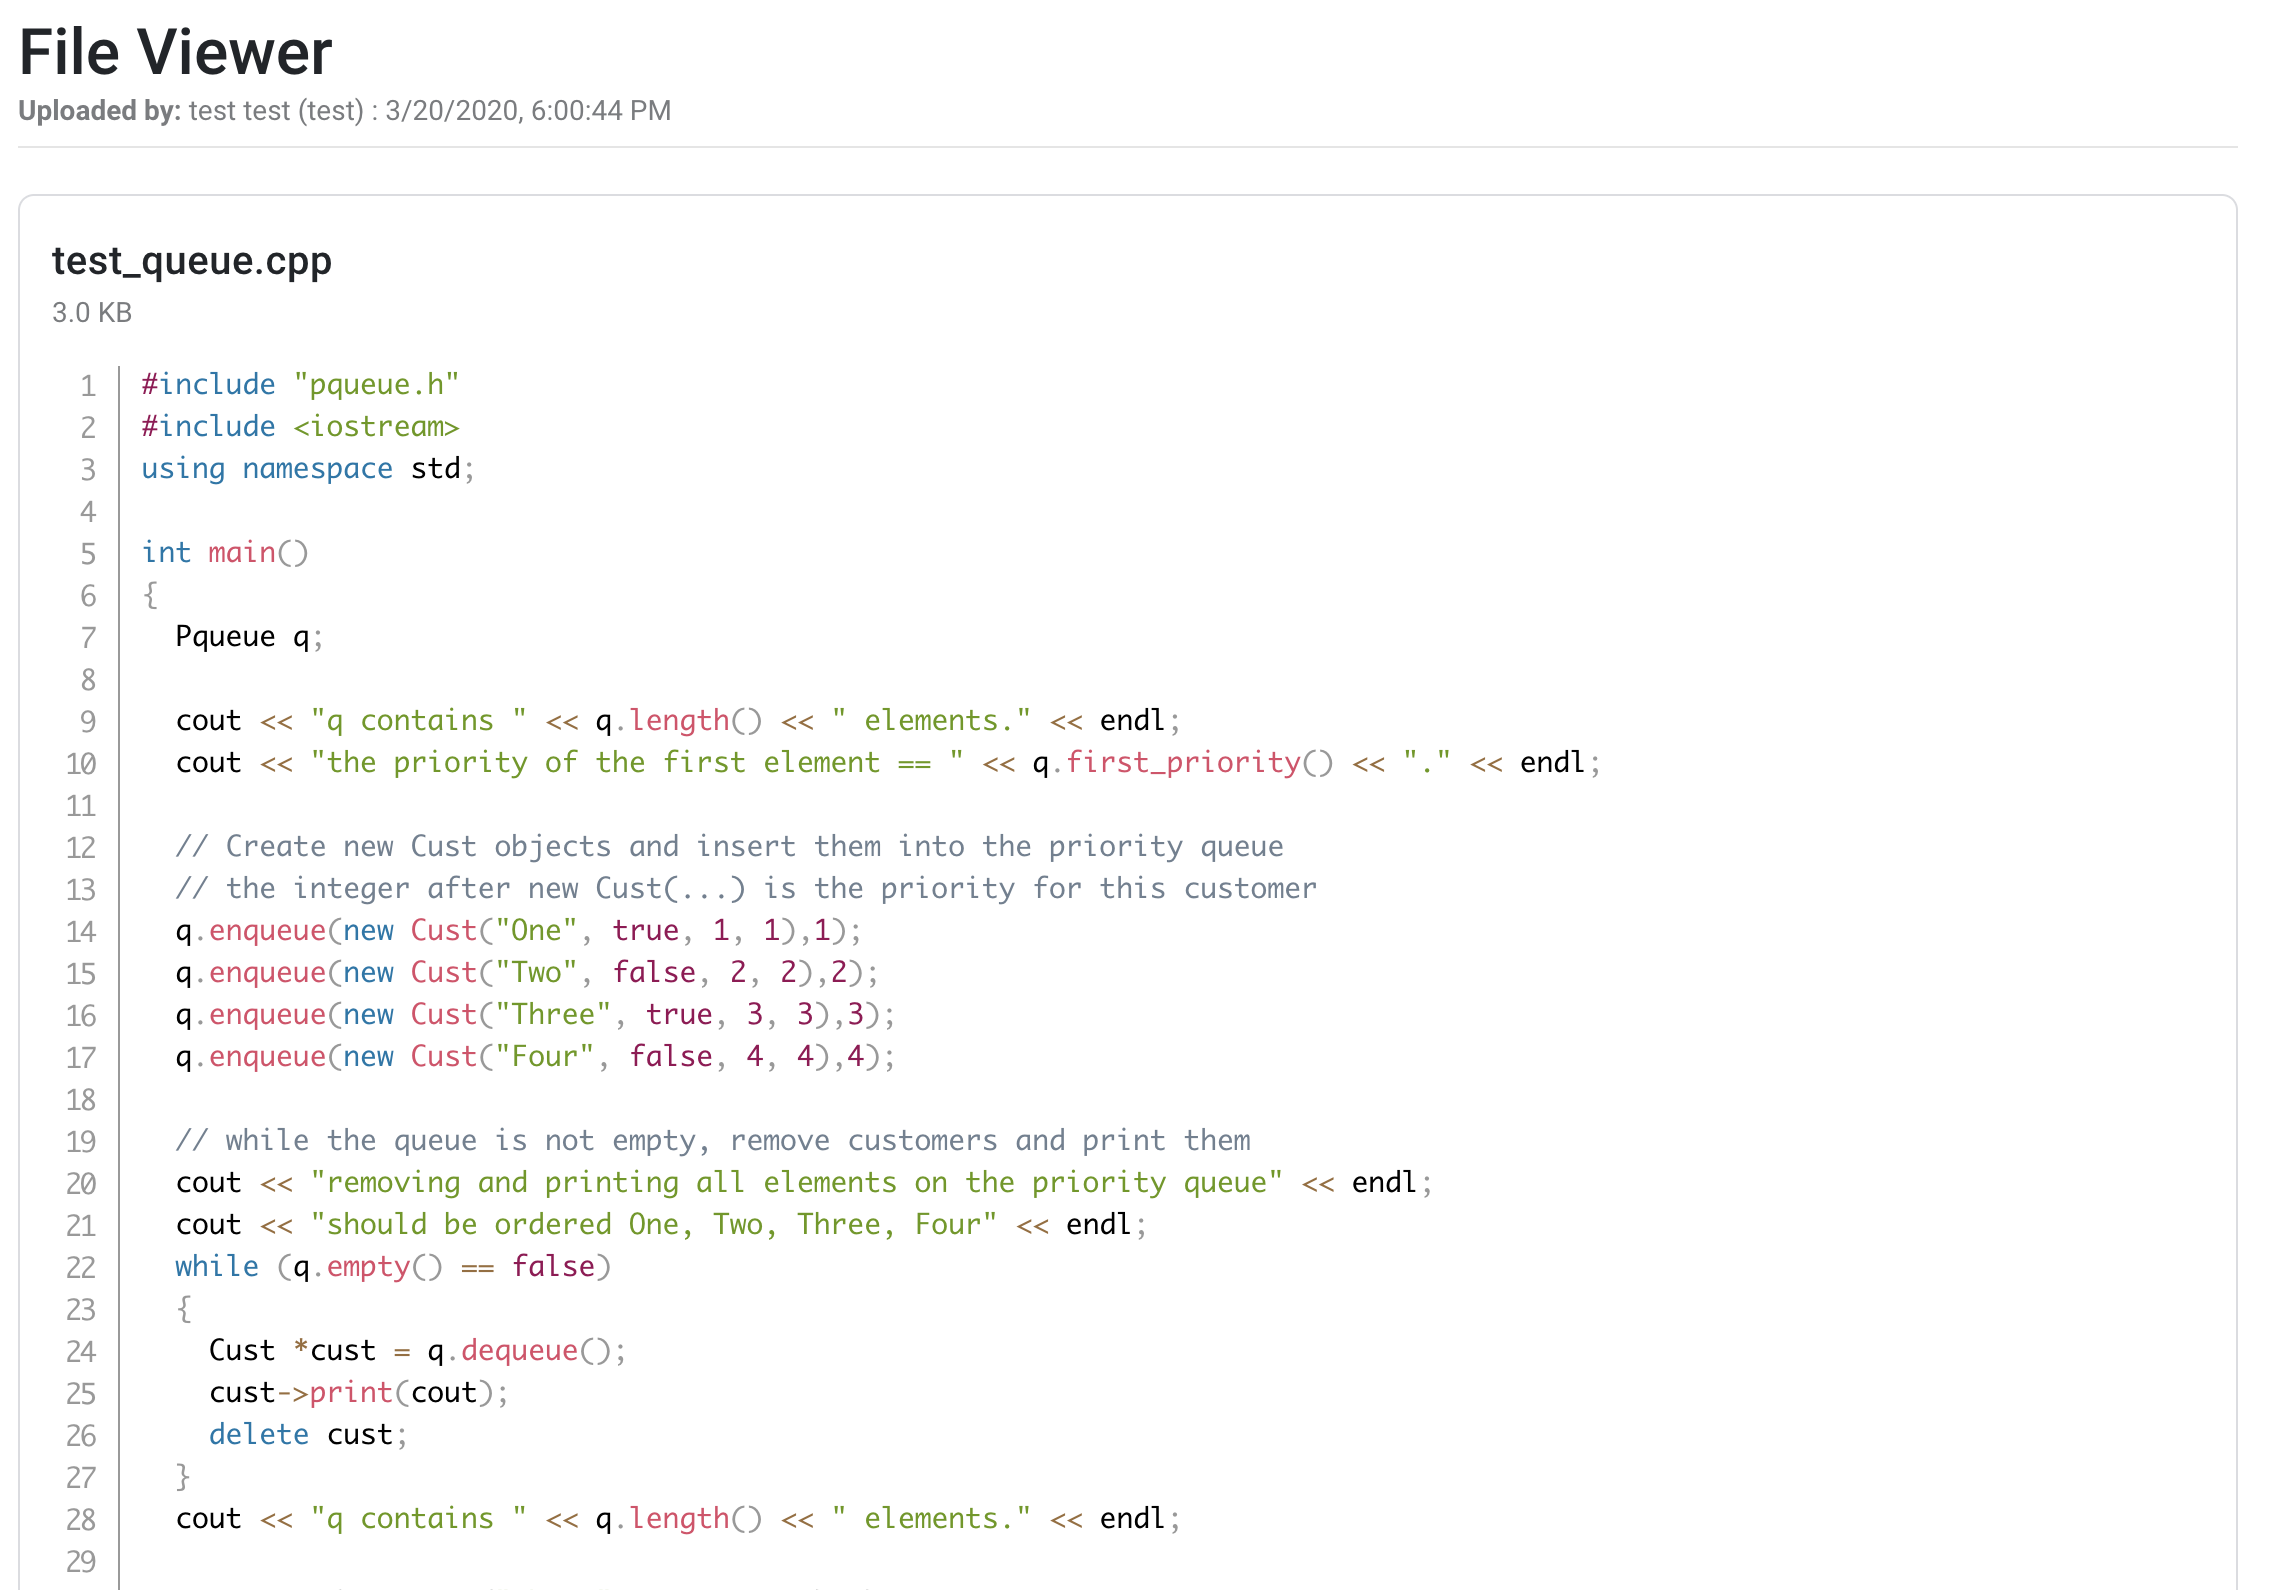 File Viewer
Uploaded by: test test (test) : 3/20/2020, 6:00:44 PM
test_queue.cpp
3.0 KB
1 #include "pqueue.h"
2 #include <iostream>
3 using namespace std;
4
5 int main()
6 {
7   Pqueue q;
8
9   cout << "q contains " << q.length() << " elements." << endl;
10   cout << "the priority of the first element == " << q.first_priority() << "." << endl;
11
12   // Create new Cust objects and insert them into the priority queue
13   // the integer after new Cust(...) is the priority for this customer
14   q.enqueue(new Cust("One", true, 1, 1),1);
15   q.enqueue(new Cust("Two", false, 2, 2),2);
16   q.enqueue(new Cust("Three", true, 3, 3),3);
17   q.enqueue(new Cust("Four", false, 4, 4),4);
18
19   // while the queue is not empty, remove customers and print them
20   cout << "removing and printing all elements on the priority queue" << endl;
21   cout << "should be ordered One, Two, Three, Four" << endl;
22   while (q.empty() == false)
23   {
24     Cust *cust = q.dequeue();
25     cust->print(cout);
26     delete cust;
27   }
28   cout << "q contains " << q.length() << " elements." << endl;
29